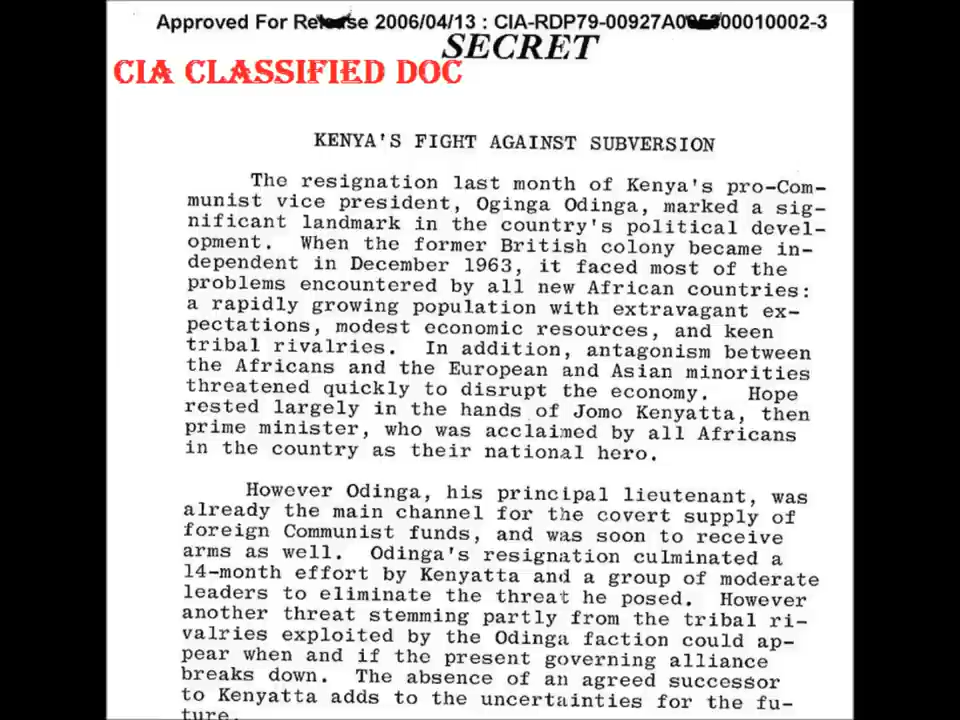 Approved For Release 2006/04/13 : CIA-RDP79-00927A005300010002-3
SECRET
CIA CLASSIFIED DOC
KENYA'S FIGHT AGAINST SUBVERSION
The resignation last month of Kenya's pro-Com-
munist vice president, Oginga Odinga, marked a sig-
nificant landmark in the country's political devel-
opment. When the former British colony became in-
dependent in December 1963, it faced most of the
problems encountered by all new African countries:
a rapidly growing population with extravagant ex-
pectations, modest economic resources, and keen
tribal rivalries. In addition, antagonism between
the Africans and the European and Asian minorities
threatened quickly to disrupt the economy. Hope
rested largely in the hands of Jomo Kenyatta, then
prime minister, who was acclaimed by all Africans
in the country as their national hero.
However Odinga, his principal lieutenant, was
already the main channel for the covert supply of
foreign Communist funds, and was soon to receive
arms as well. Odinga's resignation culminated a
14-month effort by Kenyatta and a group of moderate
leaders to eliminate the threat he posed. However
another threat stemming partly from the tribal ri-
valries exploited by the Odinga faction could ap-
pear when and if the present governing alliance
breaks down. The absence of an agreed successor
to Kenyatta adds to the uncertainties for the fu-
ture.